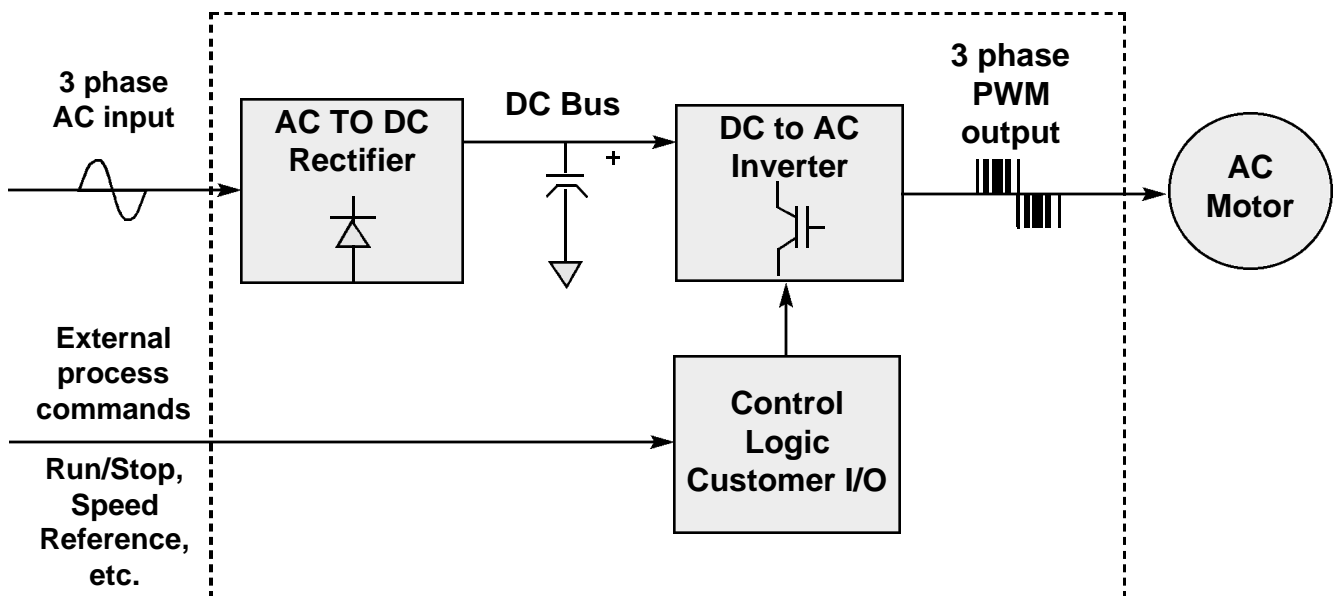 3 phase
AC input
AC TO DC
Rectifier
DC Bus
+
DC to AC
Inverter
3 phase
PWM
output
AC
Motor
External
process
commands
Run/Stop,
Speed
Reference,
etc.
Control
Logic
Customer I/O